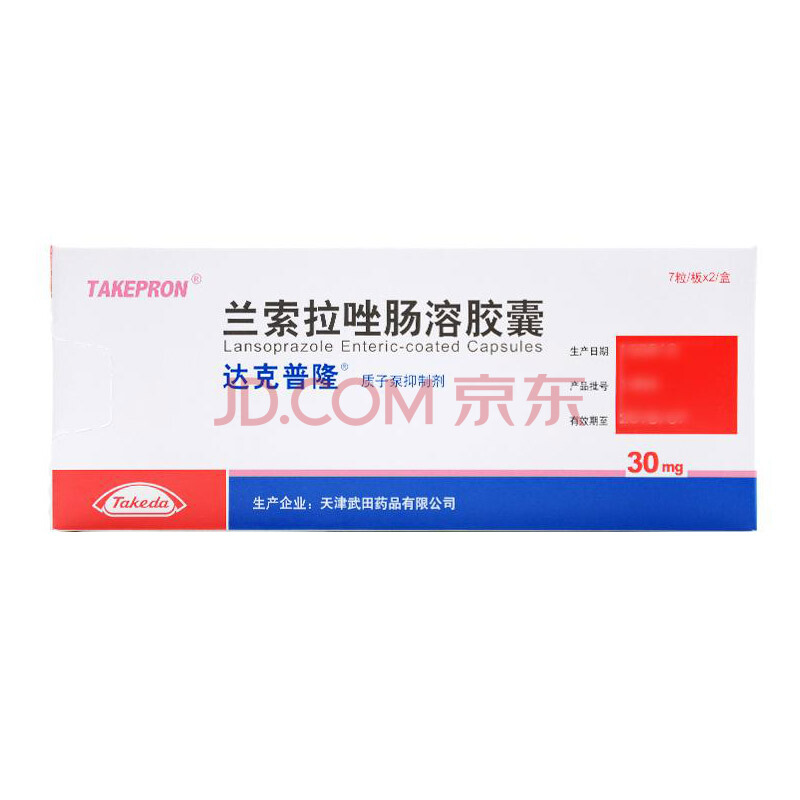 TAKEPRON®
7粒/板x2/盒
兰索拉唑肠溶胶囊
Lansoprazole Enteric-coated Capsules
达克普隆® 质子泵抑制剂
生产日期
产品批号
有效期至
JD.COM 京东
30mg
Takeda
生产企业：天津武田药品有限公司